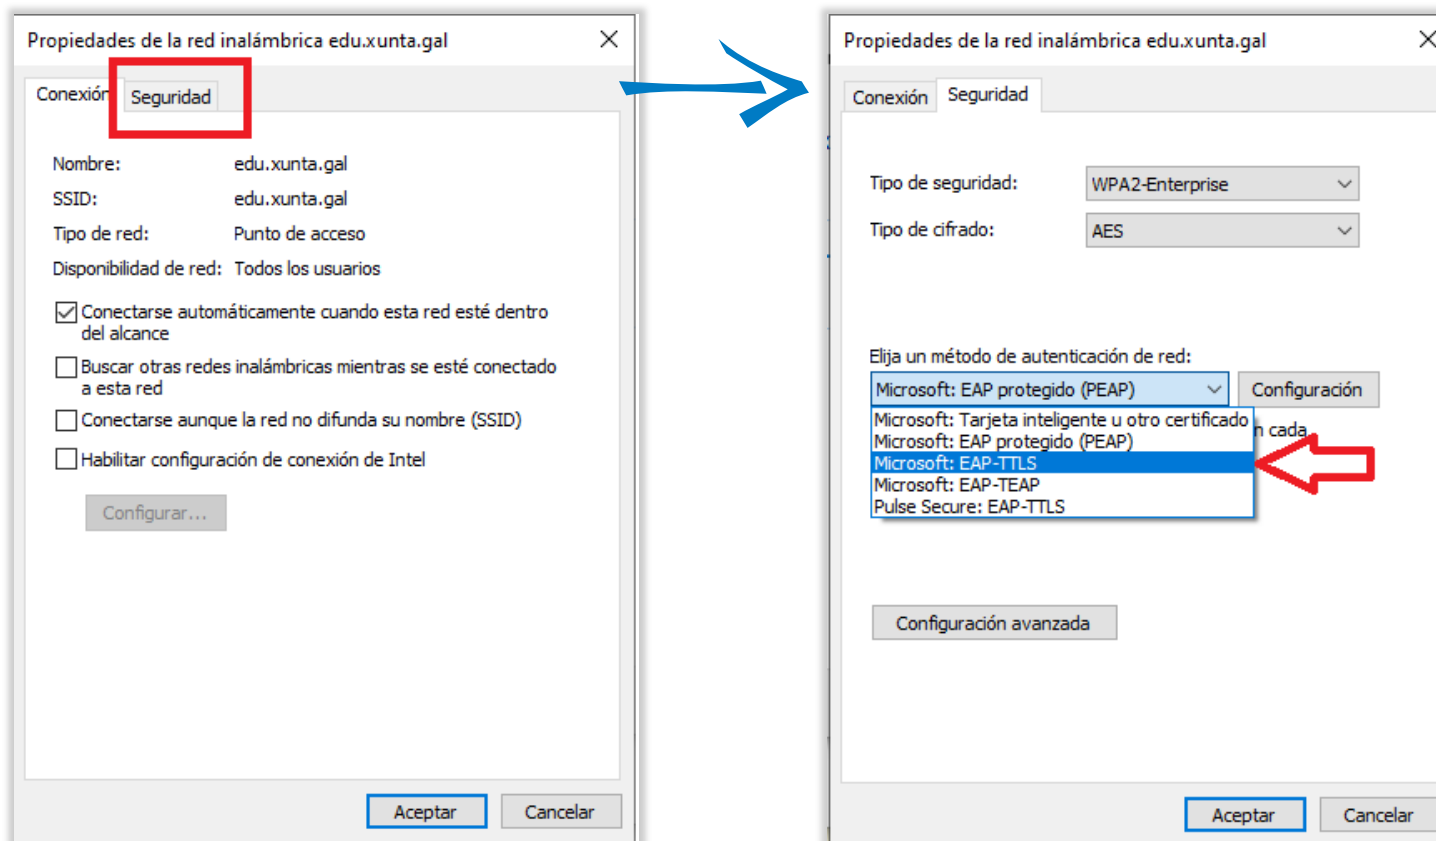 Propiedades de la red inalámbrica edu.xunta.gal
Conexión
Seguridad
Nombre: edu.xunta.gal
SSID: edu.xunta.gal
Tipo de red: Punto de acceso
Disponibilidad de red: Todos los usuarios
Conectarse automáticamente cuando esta red esté dentro
del alcance
Buscar otras redes inalámbricas mientras se esté conectado
a esta red
Conectarse aunque la red no difunda su nombre (SSID)
Habilitar configuración de conexión de Intel
Configurar...
Aceptar
Cancelar
Propiedades de la red inalámbrica edu.xunta.gal
Conexión
Seguridad
Tipo de seguridad: WPA2-Enterprise
Tipo de cifrado: AES
Elija un método de autenticación de red:
Microsoft: EAP protegido (PEAP)
Configuración
Microsoft: Tarjeta inteligente u otro certificado
Microsoft: EAP protegido (PEAP)
n cada
Microsoft: EAP-TTLS
Microsoft: EAP-TEAP
Pulse Secure: EAP-TTLS
Configuración avanzada
Aceptar
Cancelar